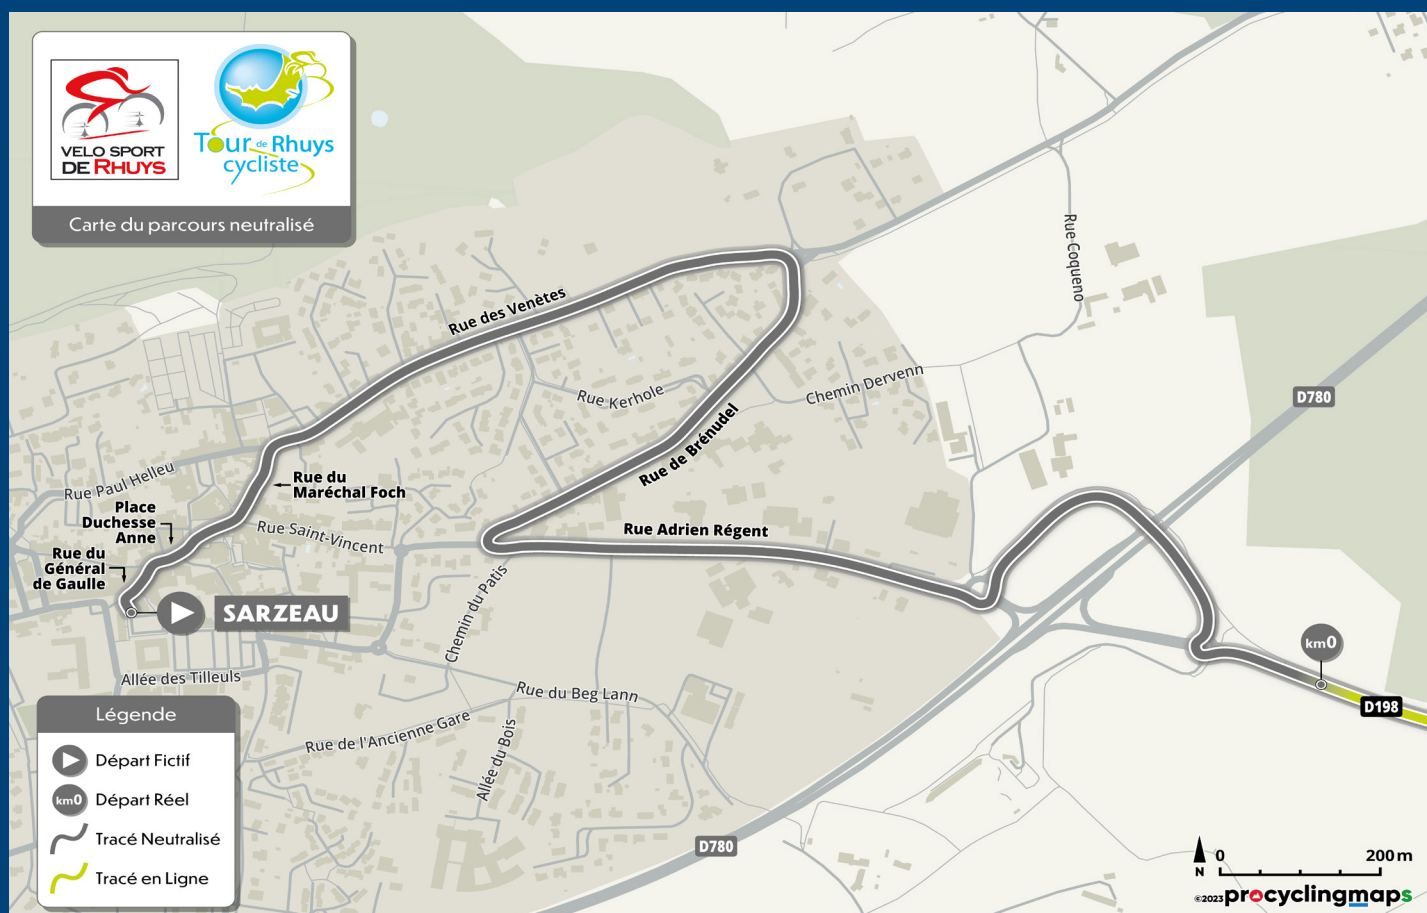 VELO SPORT
DE RHUYS
Tour de Rhuys
cycliste
Carte du parcours neutralisé
Rue Coqueno
Rue des Venètes
D780
Rue Kerhole
Chemin Dervenn
Rue de Brénudel
Rue Paul Helleu
Rue du
Maréchal Foch
Place
Duchesse
Anne
Rue Saint-Vincent
Rue Adrien Régent
Rue du
Général
de Gaulle
Chemin du Patis
SARZEAU
km0
Allée des Tilleuls
Rue du Beg Lann
D198
Rue de l'Ancienne Gare
Allée du Bois
D780
Légende
Départ Fictif
km0 Départ Réel
Tracé Neutralisé
Tracé en Ligne
N
0 200 m
©2023 procyclingmaps